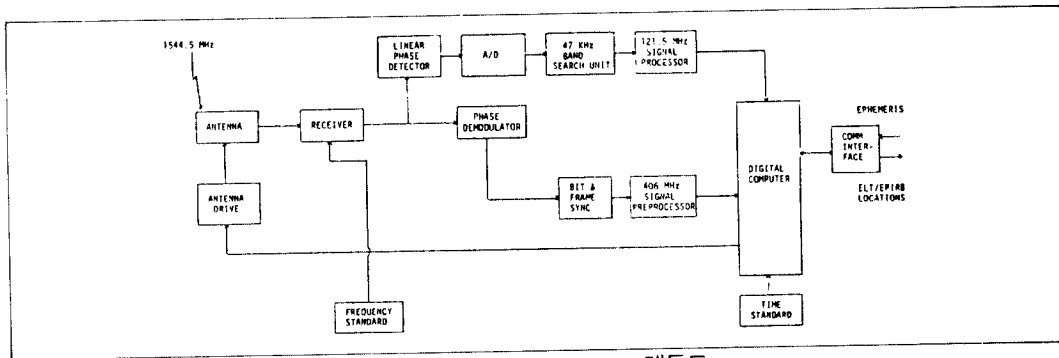 1544.5 MHz
LINEAR
PHASE
DETECTOR
A/D
47 KHz
BAND
SEARCH UNIT
121.5 MHz
SIGNAL
PROCESSOR
ANTENNA
RECEIVER
PHASE
DEMODULATOR
EPHEMERIS
COMM
INTER-
FACE
DIGITAL
COMPUTER
ANTENNA
DRIVE
BIT &
FRAME
SYNC
406 MHz
SIGNAL
PREPROCESSOR
ELT/EPIRB
LOCATIONS
FREQUENCY
STANDARD
TIME
STANDARD